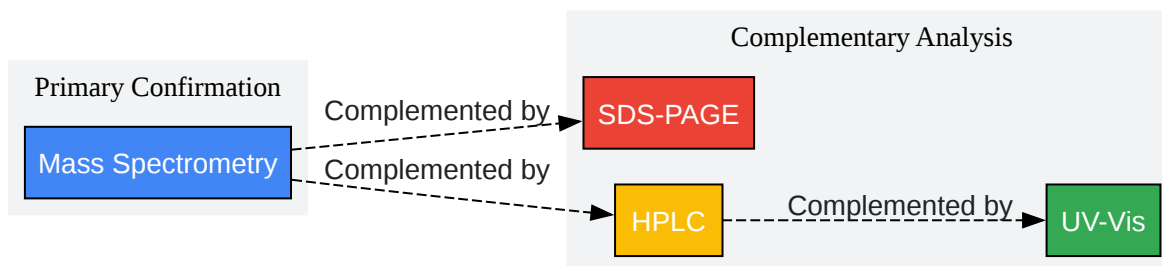 Complementary Analysis
Primary Confirmation
Complemented by
SDS-PAGE
Mass Spectrometry
Complemented by
HPLC
Complemented by
UV-Vis